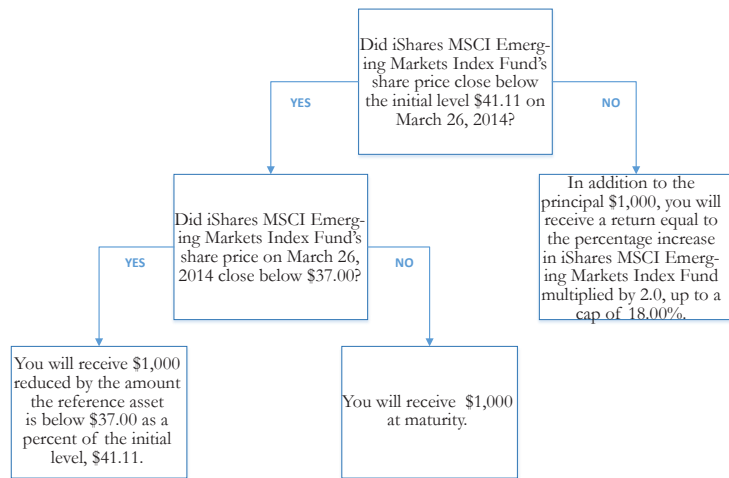 Did iShares MSCI Emerg-
ing Markets Index Fund's
share price close below
the initial level $41.11 on
March 26, 2014?
YES
NO
Did iShares MSCI Emerg-
ing Markets Index Fund's
share price on March 26,
2014 close below $37.00?
In addition to the
principal $1,000, you will
receive a return equal to
the percentage increase
in iShares MSCI Emerg-
ing Markets Index Fund
multiplied by 2.0, up to a
cap of 18.00%.
YES
NO
You will receive $1,000
reduced by the amount
the reference asset
is below $37.00 as a
percent of the initial
level, $41.11.
You will receive $1,000
at maturity.